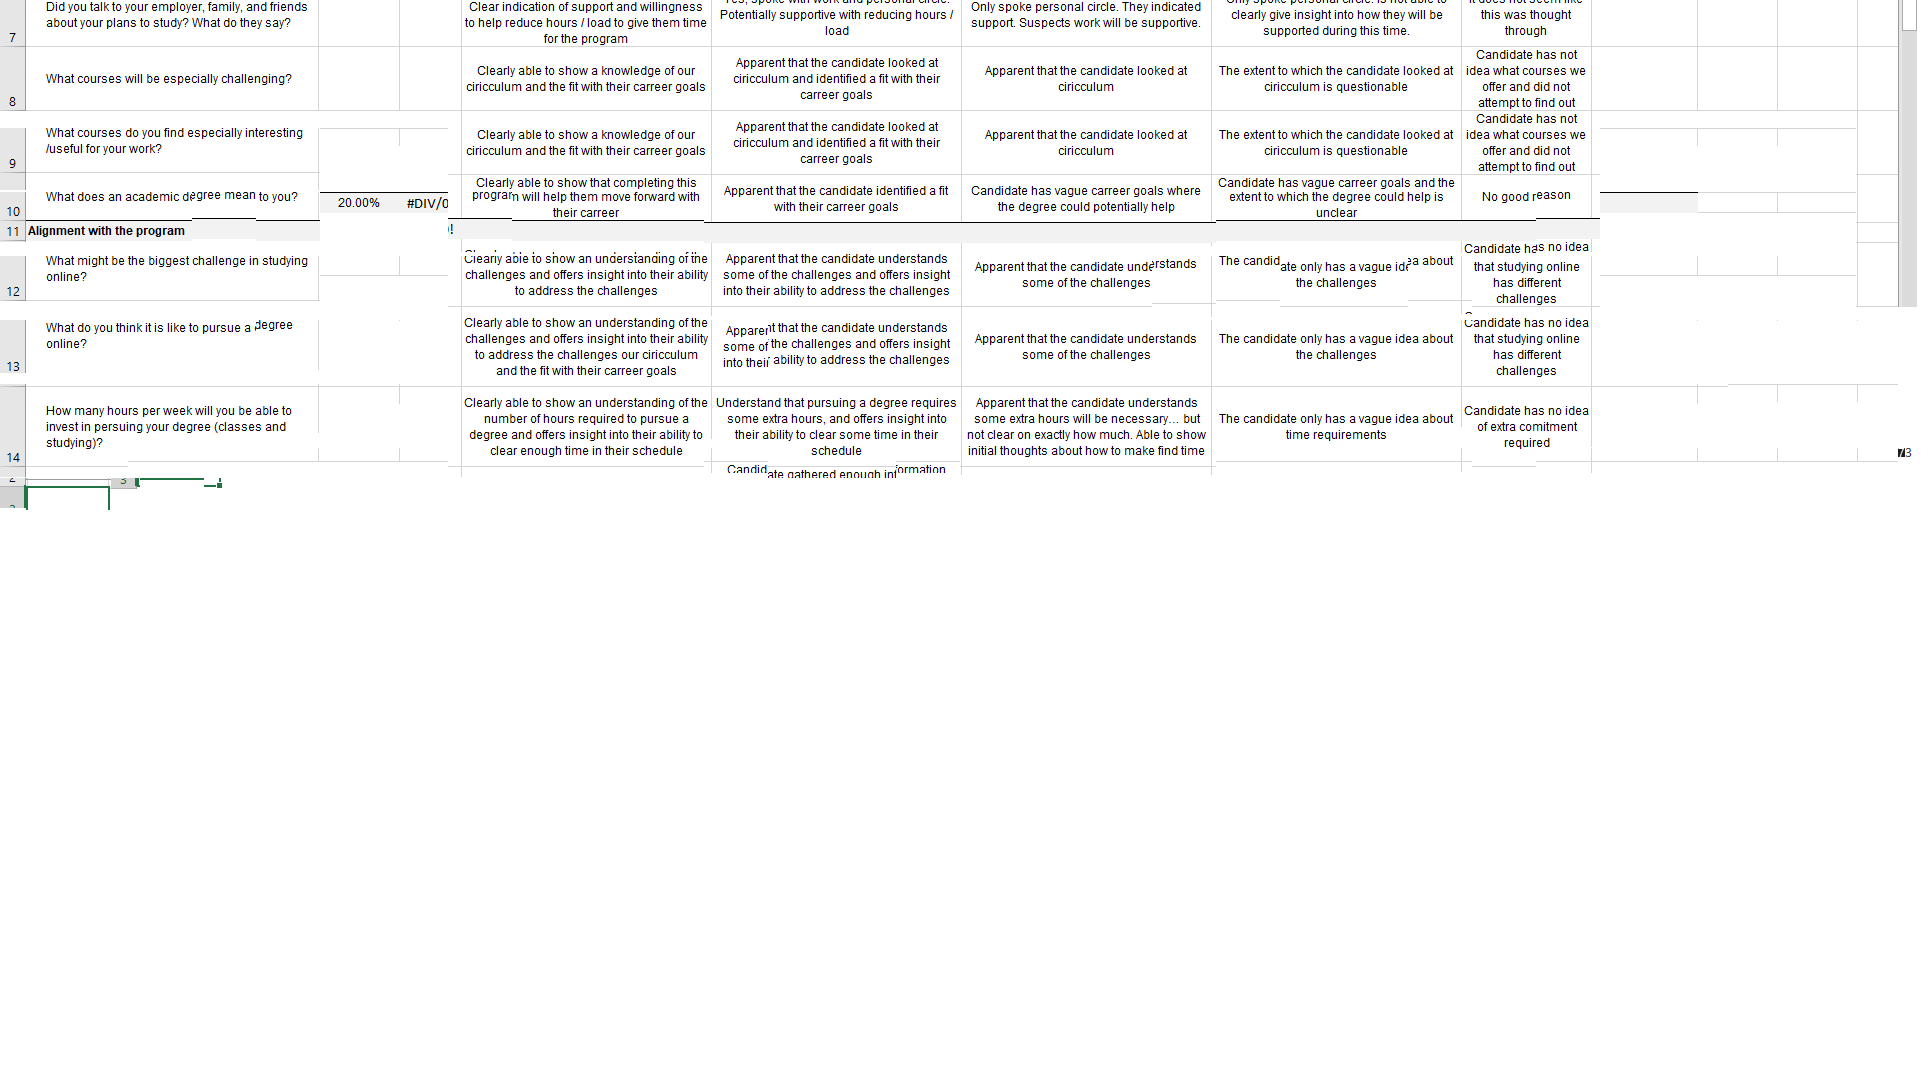 Did you talk to your employer, family, and friends
about your plans to study? What do they say?
Clear indication of support and willingness
to help reduce hours / load to give them time
for the program
Yes, spoke with work and personal circle.
Potentially supportive with reducing hours /
load
Only spoke personal circle. They indicated
support. Suspects work will be supportive.
clearly give insight into how they will be
supported during this time.
this was thought
through
7
What courses will be especially challenging?
Clearly able to show a knowledge of our
ciricculum and the fit with their carreer goals
Apparent that the candidate looked at
ciricculum and identified a fit with their
carreer goals
Apparent that the candidate looked at
ciricculum
The extent to which the candidate looked at
ciricculum is questionable
Candidate has not
idea what courses we
offer and did not
attempt to find out
8
What courses do you find especially interesting
/useful for your work?
Clearly able to show a knowledge of our
ciricculum and the fit with their carreer goals
Apparent that the candidate looked at
ciricculum and identified a fit with their
carreer goals
Apparent that the candidate looked at
ciricculum
The extent to which the candidate looked at
ciricculum is questionable
Candidate has not
idea what courses we
offer and did not
attempt to find out
9
What does an academic degree mean to you?
20.00%
#DIV/0!
Clearly able to show that completing this
program will help them move forward with
their carreer
Apparent that the candidate identified a fit
with their carreer goals
Candidate has vague carreer goals where
the degree could potentially help
Candidate has vague carreer goals and the
extent to which the degree could help is
unclear
No good reason
10
11
Alignment with the program
What might be the biggest challenge in studying
online?
Clearly able to show an understanding of the
challenges and offers insight into their ability
to address the challenges
Apparent that the candidate understands
some of the challenges and offers insight
into their ability to address the challenges
Apparent that the candidate understands
some of the challenges
The candidate only has a vague idea about
the challenges
Candidate has no idea
that studying online
has different
challenges
12
What do you think it is like to pursue a degree
online?
Clearly able to show an understanding of the
challenges and offers insight into their ability
to address the challenges our ciricculum
and the fit with their carreer goals
Apparent that the candidate understands
some of the challenges and offers insight
into their ability to address the challenges
Apparent that the candidate understands
some of the challenges
The candidate only has a vague idea about
the challenges
Candidate has no idea
that studying online
has different
challenges
13
How many hours per week will you be able to
invest in persuing your degree (classes and
studying)?
Clearly able to show an understanding of the
number of hours required to pursue a
degree and offers insight into their ability to
clear enough time in their schedule
Understand that pursuing a degree requires
some extra hours, and offers insight into
their ability to clear some time in their
schedule
Apparent that the candidate understands
some extra hours will be necessary... but
not clear on exactly how much. Able to show
initial thoughts about how to make find time
The candidate only has a vague idea about
time requirements
Candidate has no idea
of extra comitment
required
14
Candidate gathered enough information
3